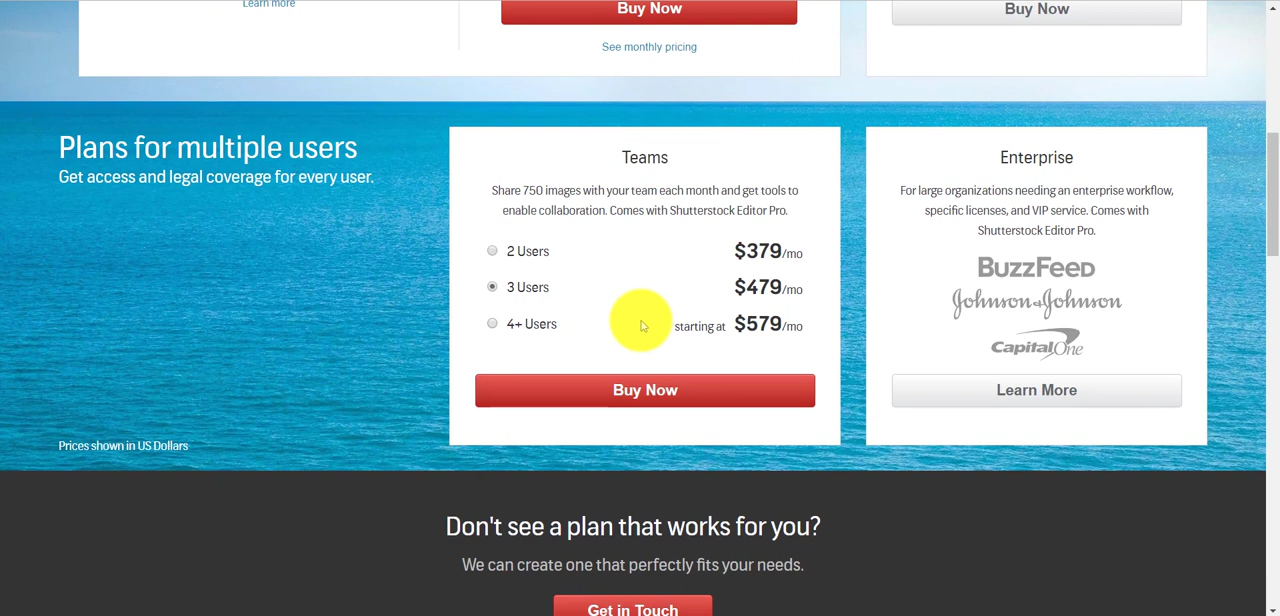 Learn more
Buy Now
See monthly pricing
Buy Now
Plans for multiple users
Get access and legal coverage for every user.
Prices shown in US Dollars
Teams
Share 750 images with your team each month and get tools to
enable collaboration. Comes with Shutterstock Editor Pro.
2 Users $379/mo
3 Users $479/mo
4+ Users starting at $579/mo
Buy Now
Enterprise
For large organizations needing an enterprise workflow,
specific licenses, and VIP service. Comes with
Shutterstock Editor Pro.
BuzzFeed
Johnson&Johnson
Capital One
Learn More
Don't see a plan that works for you?
We can create one that perfectly fits your needs.
Get in Touch